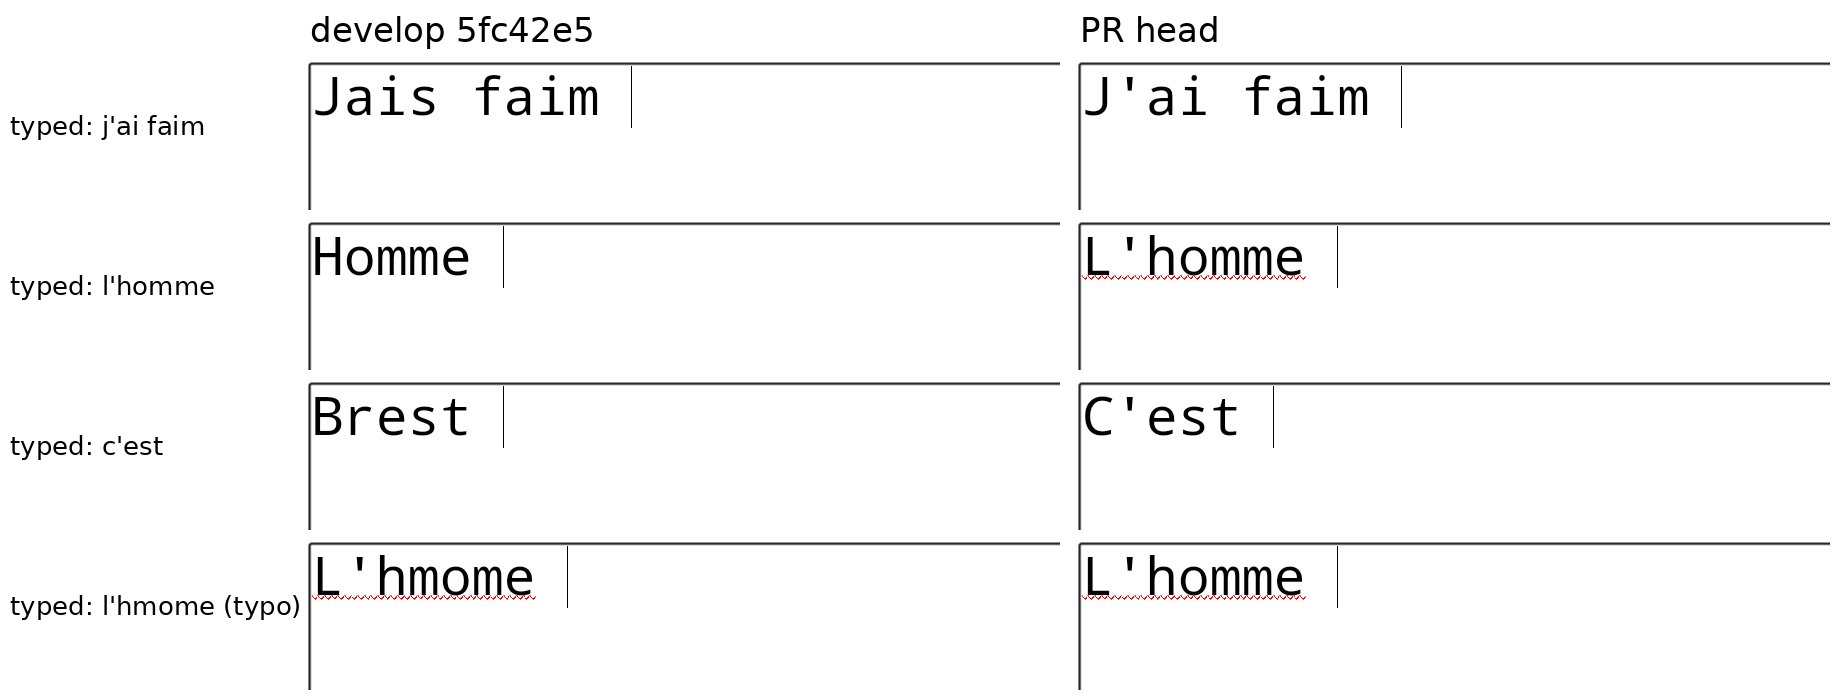 develop 5fc42e5 PR head
typed: j'ai faim Jais faim J'ai faim
typed: l'homme Homme L'homme
typed: c'est Brest C'est
typed: l'hmome (typo) L'hmome L'homme